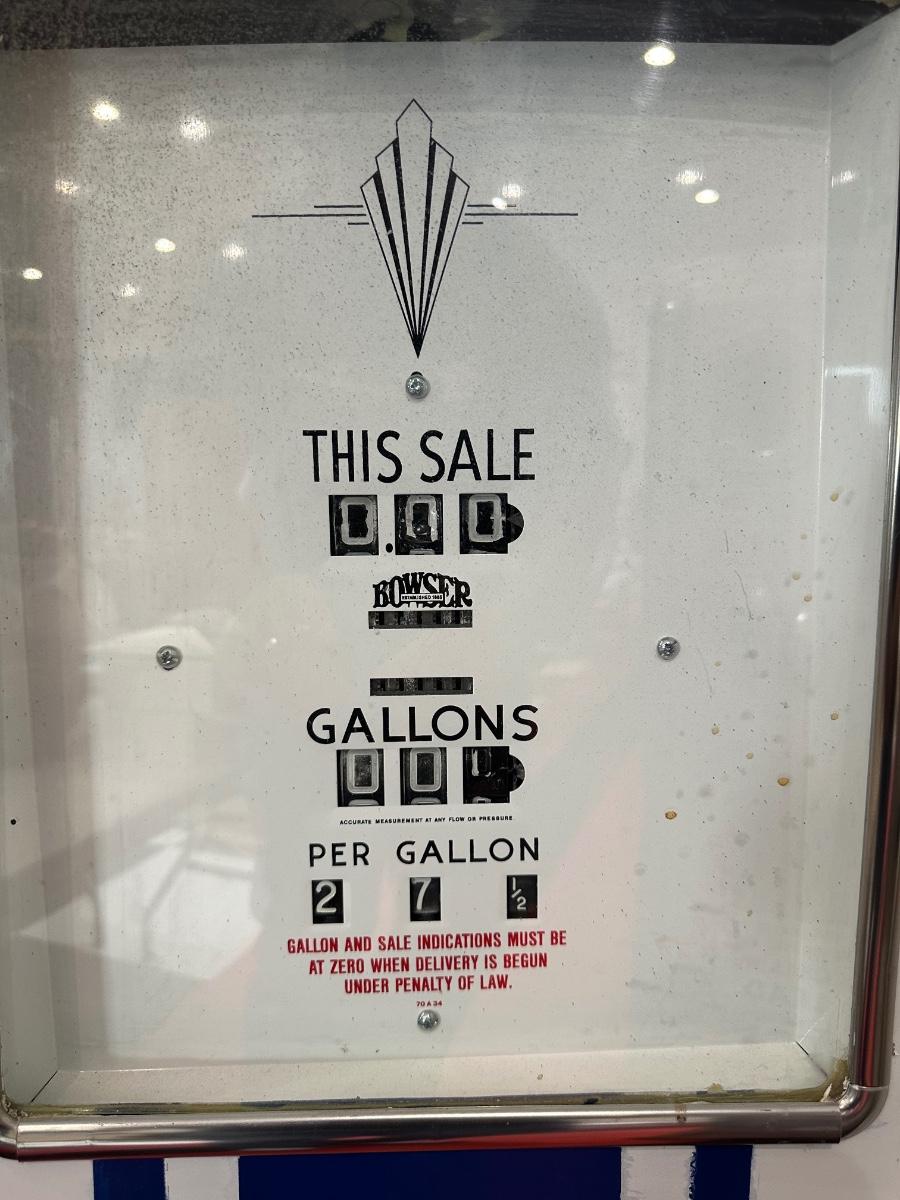 THIS SALE
0.00
BOWSER
ESTABLISHED 1885
GALLONS
00
ACCURATE MEASUREMENT AT ANY FLOW OR PRESSURE.
PER GALLON
2 7 1/2
GALLON AND SALE INDICATIONS MUST BE
AT ZERO WHEN DELIVERY IS BEGUN
UNDER PENALTY OF LAW.
70 A 34